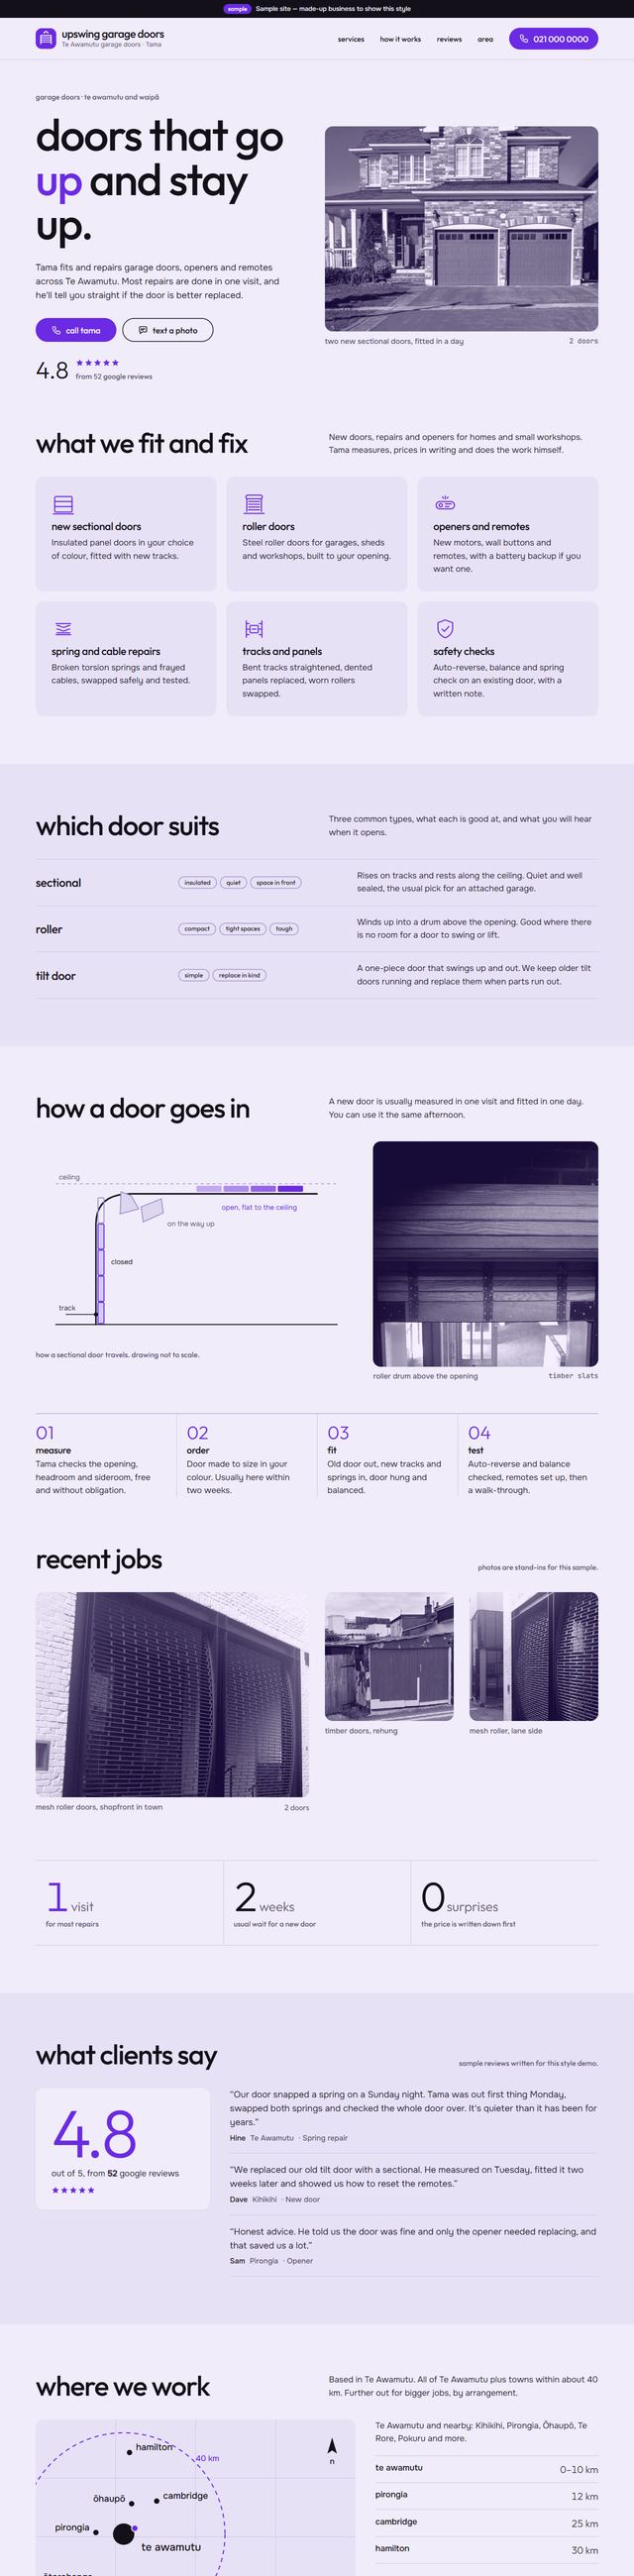 sample Sample site — made-up business to show this style
upswing garage doors
Te Awamutu garage doors · Tama
services how it works reviews area 021 000 0000
garage doors · te awamutu and waipā
doors that go
up and stay
up.
Tama fits and repairs garage doors, openers and remotes
across Te Awamutu. Most repairs are done in one visit, and
he'll tell you straight if the door is better replaced.
call tama text a photo
4.8 from 52 google reviews
two new sectional doors, fitted in a day 2 doors
what we fit and fix
New doors, repairs and openers for homes and small workshops.
Tama measures, prices in writing and does the work himself.
new sectional doors
Insulated panel doors in your choice
of colour, fitted with new tracks.
roller doors
Steel roller doors for garages, sheds
and workshops, built to your opening.
openers and remotes
New motors, wall buttons and
remotes, with a battery backup if you
want one.
spring and cable repairs
Broken torsion springs and frayed
cables, swapped safely and tested.
tracks and panels
Bent tracks straightened, dented
panels replaced, worn rollers
swapped.
safety checks
Auto-reverse, balance and spring
check on an existing door, with a
written note.
which door suits
Three common types, what each is good at, and what you will hear
when it opens.
sectional
insulated quiet space in front
Rises on tracks and rests along the ceiling. Quiet and well
sealed, the usual pick for an attached garage.
roller
compact tight spaces tough
Winds up into a drum above the opening. Good where there
is no room for a door to swing or lift.
tilt door
simple replace in kind
A one-piece door that swings up and out. We keep older tilt
doors running and replace them when parts run out.
how a door goes in
A new door is usually measured in one visit and fitted in one day.
You can use it the same afternoon.
ceiling
open, flat to the ceiling
on the way up
closed
track
how a sectional door travels. drawing not to scale.
roller drum above the opening timber slats
01
measure
Tama checks the opening,
headroom and sideroom, free
and without obligation.
02
order
Door made to size in your
colour. Usually here within
two weeks.
03
fit
Old door out, new tracks and
springs in, door hung and
balanced.
04
test
Auto-reverse and balance
checked, remotes set up, then
a walk-through.
recent jobs
photos are stand-ins for this sample.
mesh roller doors, shopfront in town 2 doors
timber doors, rehung
mesh roller, lane side
1 visit
for most repairs
2 weeks
usual wait for a new door
0 surprises
the price is written down first
what clients say
sample reviews written for this style demo.
4.8
out of 5, from 52 google reviews
“Our door snapped a spring on a Sunday night. Tama was out first thing Monday,
swapped both springs and checked the whole door over. It's quieter than it has been for
years.”
Hine Te Awamutu · Spring repair
“We replaced our old tilt door with a sectional. He measured on Tuesday, fitted it two
weeks later and showed us how to reset the remotes.”
Dave Kihikihi · New door
“Honest advice. He told us the door was fine and only the opener needed replacing, and
that saved us a lot.”
Sam Pirongia · Opener
where we work
Based in Te Awamutu. All of Te Awamutu plus towns within about 40
km. Further out for bigger jobs, by arrangement.
hamilton
40 km
n
ōhaupō
cambridge
pirongia
te awamutu
Te Awamutu and nearby: Kihikihi, Pirongia, Ōhaupō, Te
Rore, Pokuru and more.
te awamutu 0–10 km
pirongia 12 km
cambridge 25 km
hamilton 30 km